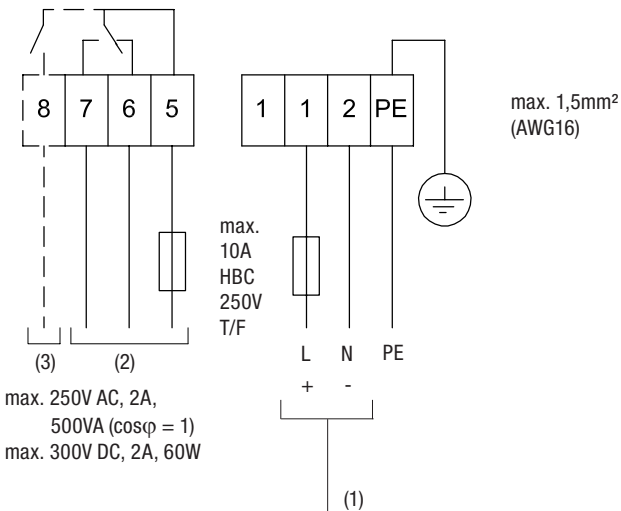 8 7 6 5
1 1 2 PE
max. 1,5mm²
(AWG16)
max.
10A
HBC
250V
T/F
L N PE
+ -
(3) (2)
max. 250V AC, 2A,
500VA (cosφ = 1)
max. 300V DC, 2A, 60W
(1)